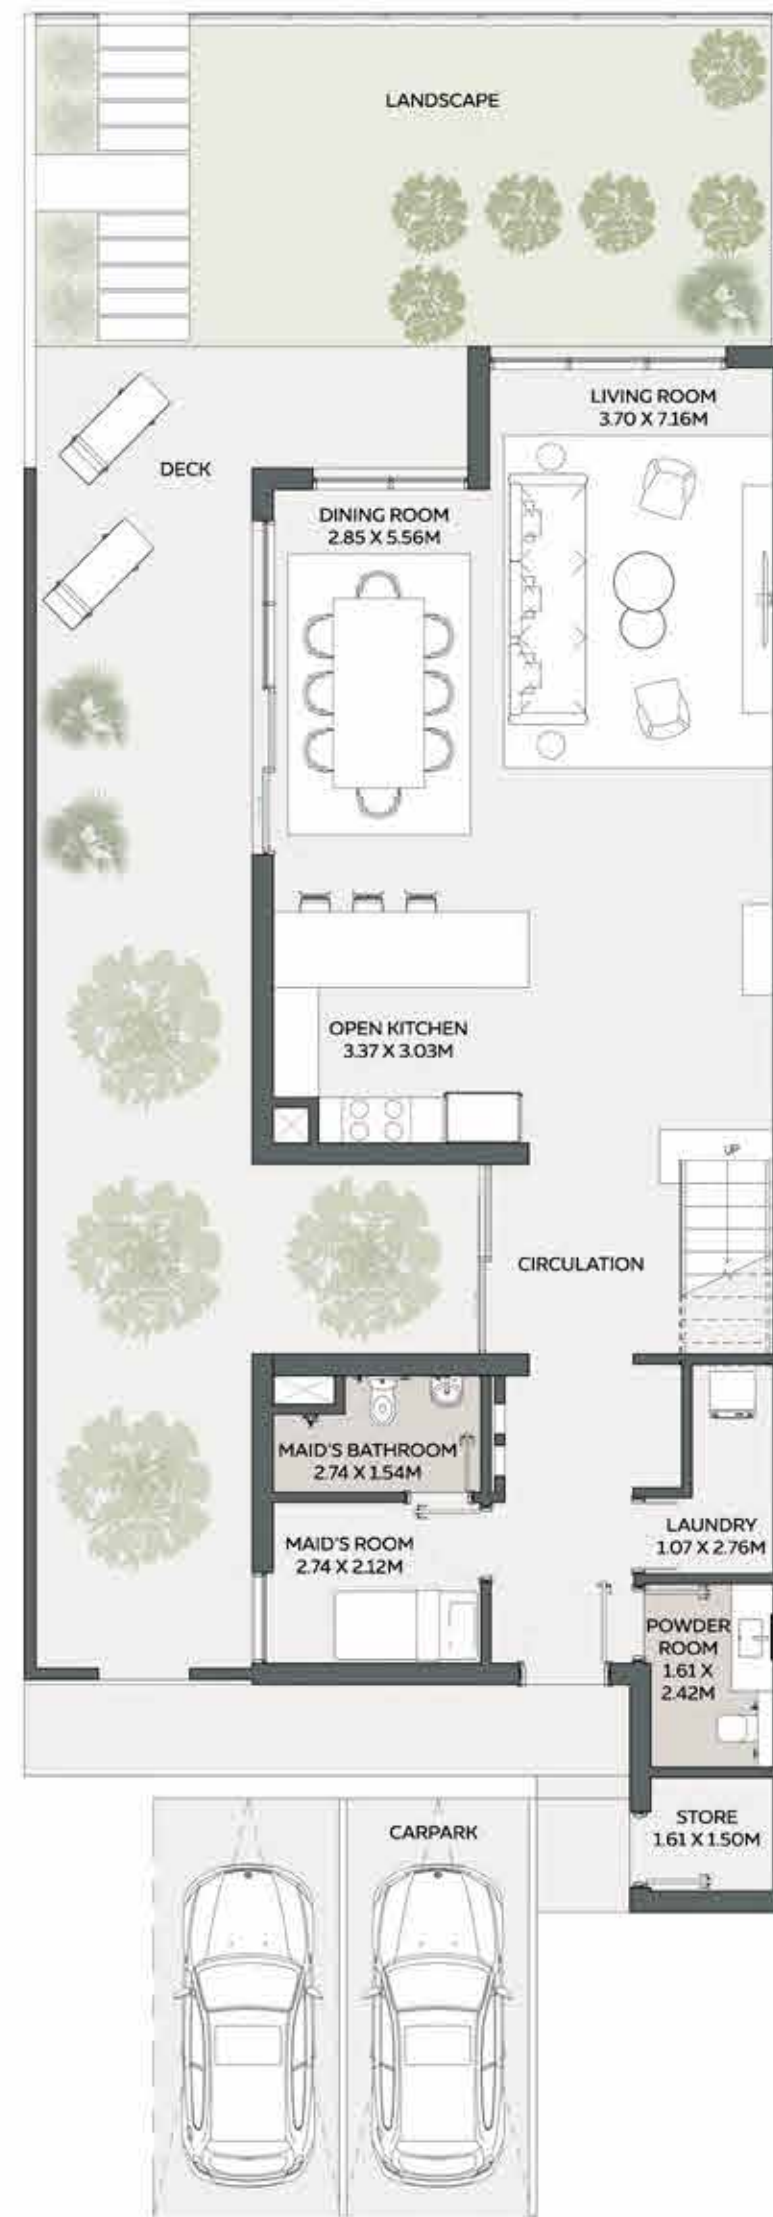 LANDSCAPE
LIVING ROOM
3.70 X 7.16M
DECK
DINING ROOM
2.85 X 5.56M
OPEN KITCHEN
3.37 X 3.03M
UP
CIRCULATION
MAID'S BATHROOM
2.74 X 1.54M
LAUNDRY
1.07 X 2.76M
MAID'S ROOM
2.74 X 2.12M
POWDER
ROOM
1.61 X
2.42M
STORE
1.61 X 1.50M
CARPARK